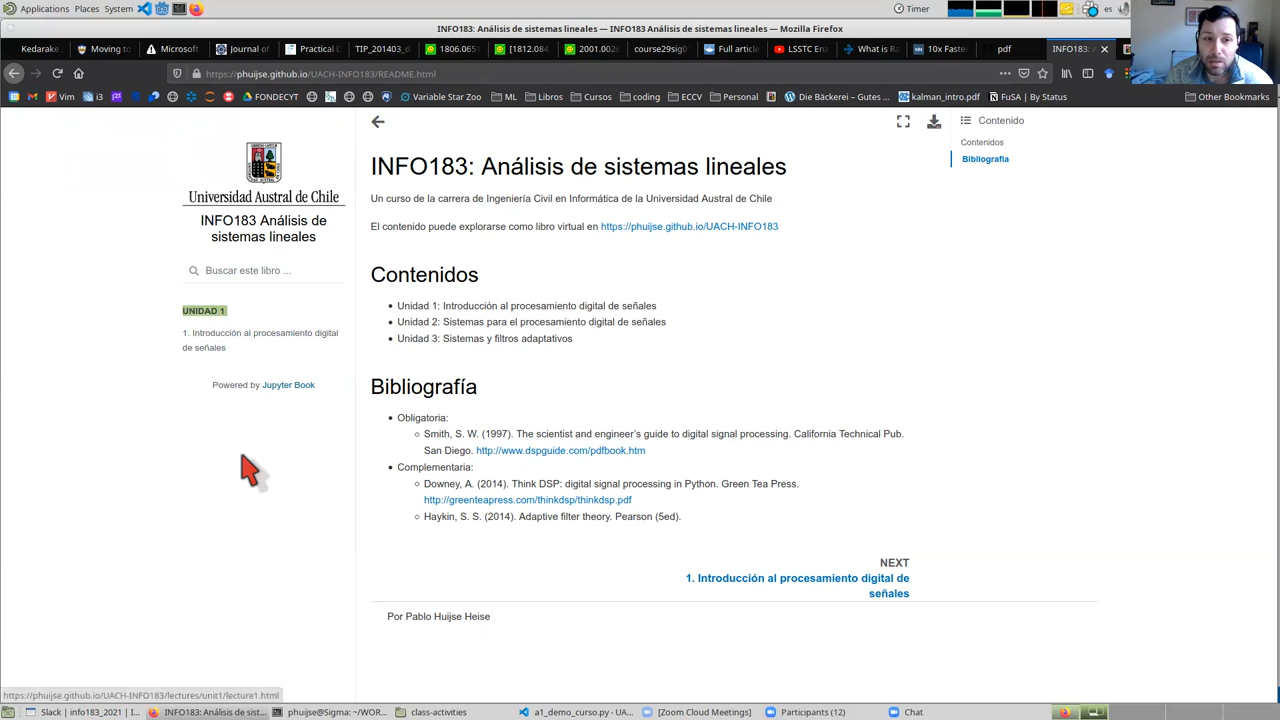 Applications Places System
Timer
es
INFO183: Análisis de sistemas lineales — INFO183 Análisis de sistemas lineales — Mozilla Firefox
Kedarake
Moving to
Microsoft
Journal of
Practical
TIP_201403_
1806.065
[1812.084
2001.002
course29sig0
Full article
LSSTC En
What is Ra
10x Faster
pdf
INFO183: A
https://phuijse.github.io/UACH-INFO183/README.html
Vim
i3
FONDECYT
Variable Star Zoo
ML
Libros
Cursos
coding
ECCV
Personal
Die Bäckerei – Gutes ...
kalman_intro.pdf
FuSA | By Status
Other Bookmarks
Universidad Austral de Chile
INFO183 Análisis de
sistemas lineales
Buscar este libro ...
UNIDAD 1
1. Introducción al procesamiento digital
de señales
Powered by Jupyter Book
INFO183: Análisis de sistemas lineales
Un curso de la carrera de Ingeniería Civil en Informática de la Universidad Austral de Chile
El contenido puede explorarse como libro virtual en https://phuijse.github.io/UACH-INFO183
Contenidos
Unidad 1: Introducción al procesamiento digital de señales
Unidad 2: Sistemas para el procesamiento digital de señales
Unidad 3: Sistemas y filtros adaptativos
Bibliografía
Obligatoria:
Smith, S. W. (1997). The scientist and engineer’s guide to digital signal processing. California Technical Pub.
San Diego. http://www.dspguide.com/pdfbook.htm
Complementaria:
Downey, A. (2014). Think DSP: digital signal processing in Python. Green Tea Press.
http://greenteapress.com/thinkdsp/thinkdsp.pdf
Haykin, S. S. (2014). Adaptive filter theory. Pearson (5ed).
NEXT
1. Introducción al procesamiento digital de
señales
Por Pablo Huijse Heise
Contenido
Contenidos
Bibliografía
https://phuijse.github.io/UACH-INFO183/lectures/unit1/lecture1.html
Slack | info183_2021 | I...
INFO183: Análisis de sist...
phuijse@Sigma: ~/WOR...
class-activities
a1_demo_curso.py - UA...
[Zoom Cloud Meetings]
Participants (12)
Chat